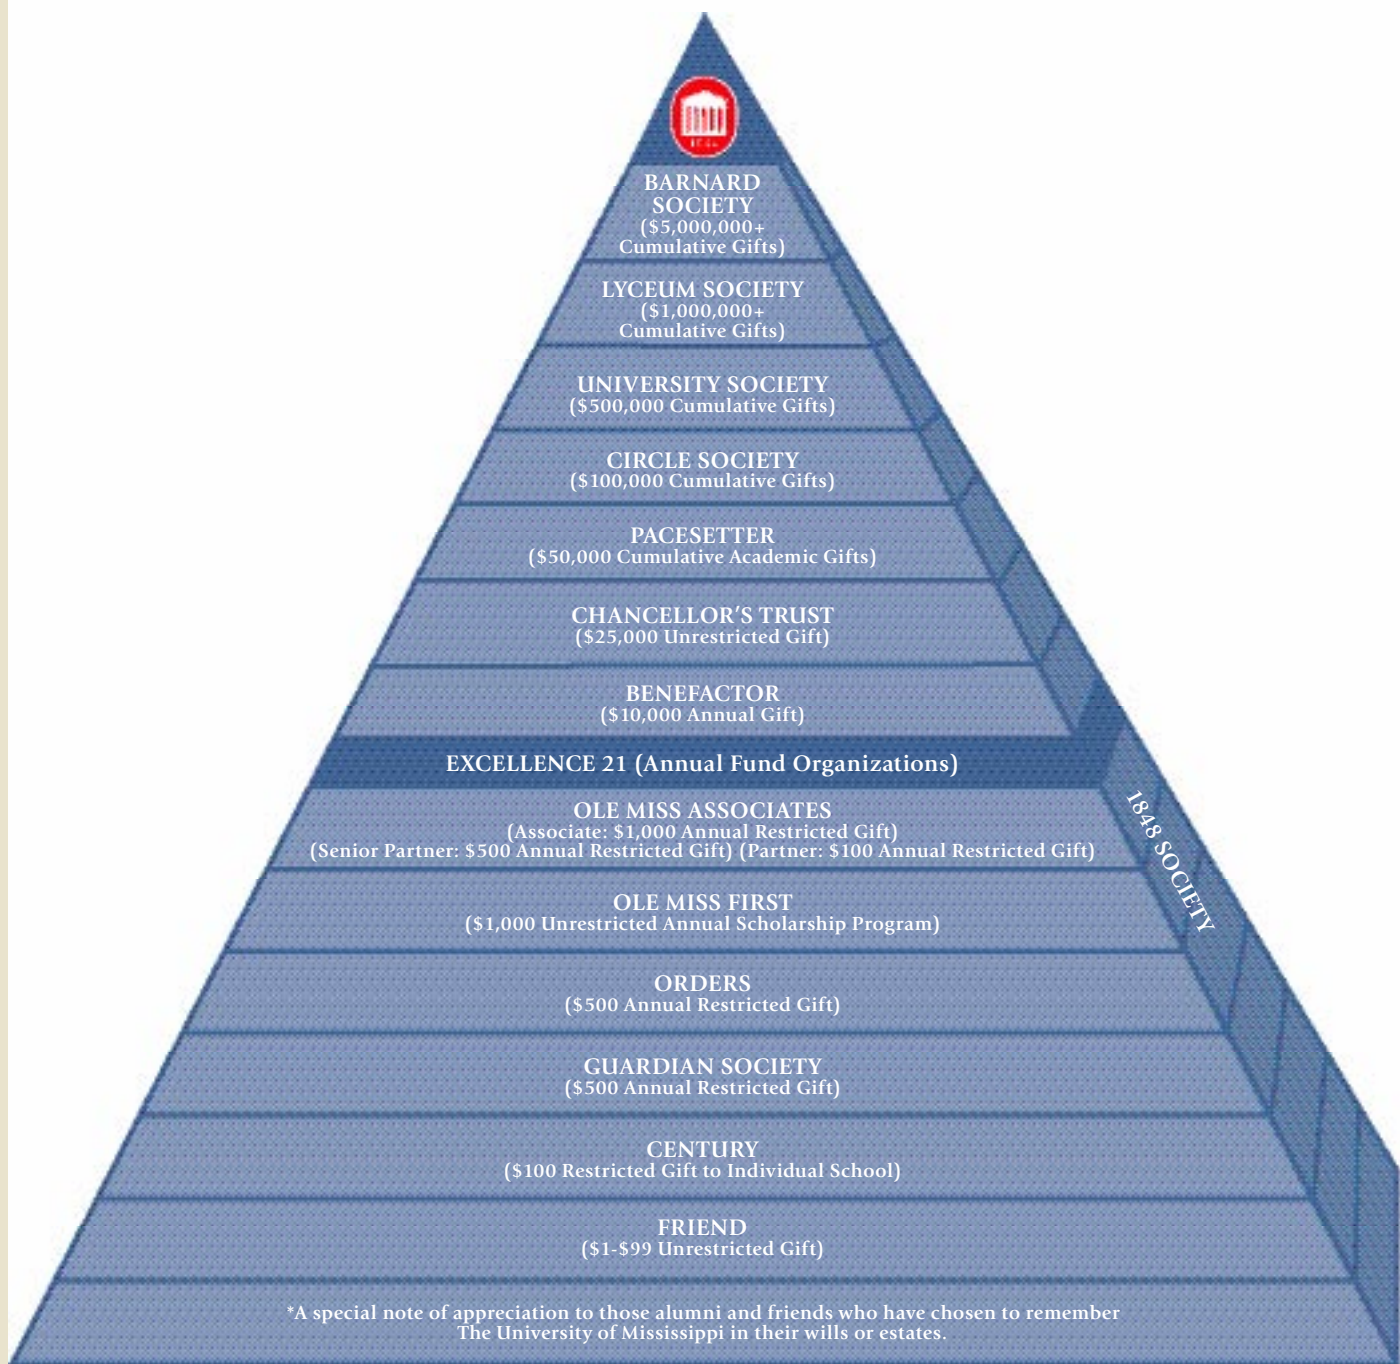 BARNARD
SOCIETY
($5,000,000+
Cumulative Gifts)
LYCEUM SOCIETY
($1,000,000+
Cumulative Gifts)
UNIVERSITY SOCIETY
($500,000 Cumulative Gifts)
CIRCLE SOCIETY
($100,000 Cumulative Gifts)
PACESETTER
($50,000 Cumulative Academic Gifts)
CHANCELLOR'S TRUST
($25,000 Unrestricted Gift)
BENEFACTOR
($10,000 Annual Gift)
EXCELLENCE 21 (Annual Fund Organizations)
OLE MISS ASSOCIATES
(Associate: $1,000 Annual Restricted Gift)
(Senior Partner: $500 Annual Restricted Gift) (Partner: $100 Annual Restricted Gift)
OLE MISS FIRST
($1,000 Unrestricted Annual Scholarship Program)
ORDERS
($500 Annual Restricted Gift)
GUARDIAN SOCIETY
($500 Annual Restricted Gift)
CENTURY
($100 Restricted Gift to Individual School)
FRIEND
($1-$99 Unrestricted Gift)
*A special note of appreciation to those alumni and friends who have chosen to remember
The University of Mississippi in their wills or estates.
1848 SOCIETY